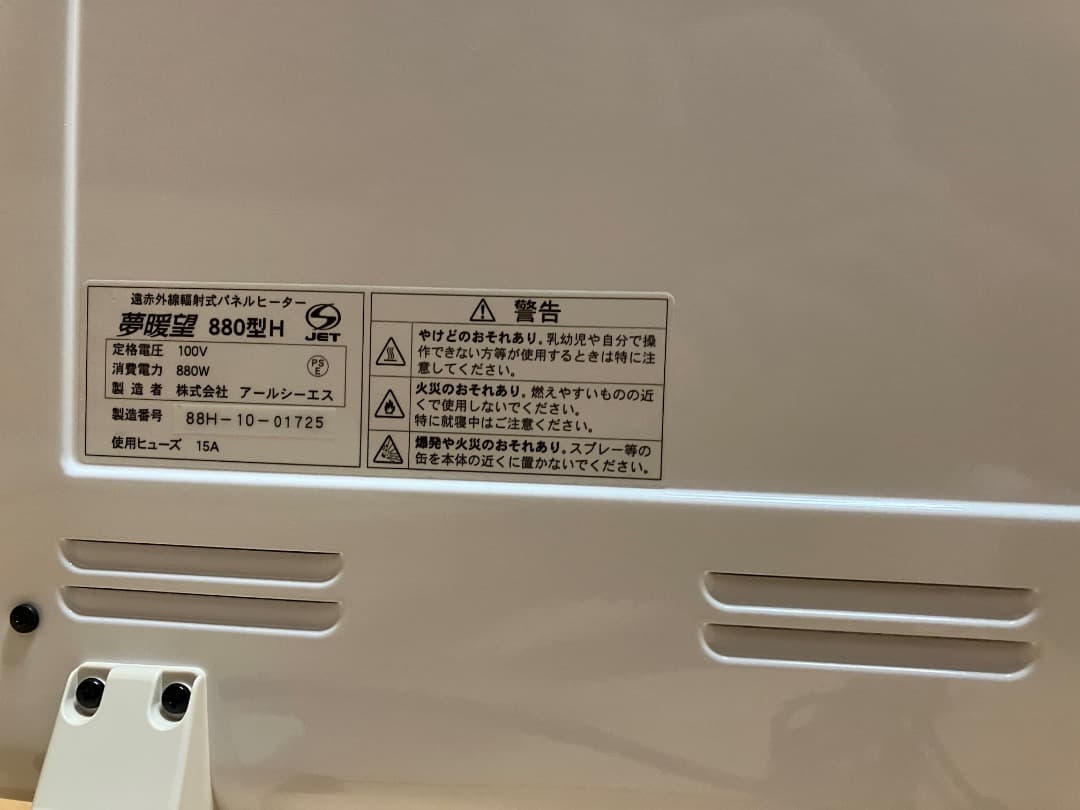 遠赤外線輻射式パネルヒーター
夢暖望 880型H
JET
定格電圧 100V
消費電力 880W
PS
E
製造者 株式会社 アールシーエス
製造番号 88H-10-01725
使用ヒューズ 15A
警告
やけどのおそれあり。乳幼児や自分で操
作できない方等が使用するときは特に注
意してください。
火災のおそれあり。燃えやすいものの近
くで使用しないでください。
特に就寝中はご注意ください。
爆発や火災のおそれあり。スプレー等の
缶を本体の近くに置かないでください。